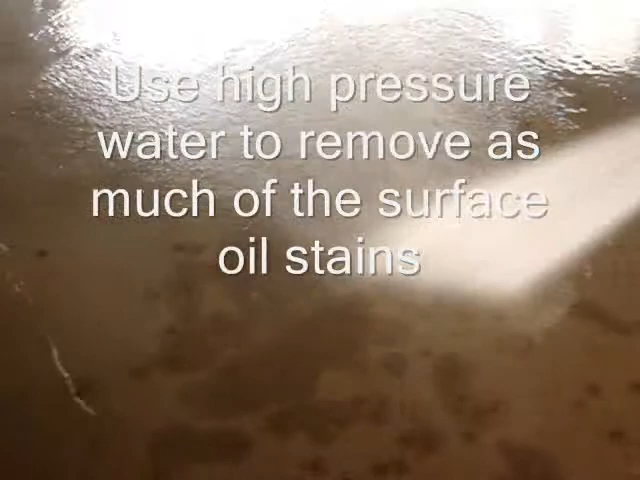 Use high pressure
water to remove as
much of the surface
oil stains